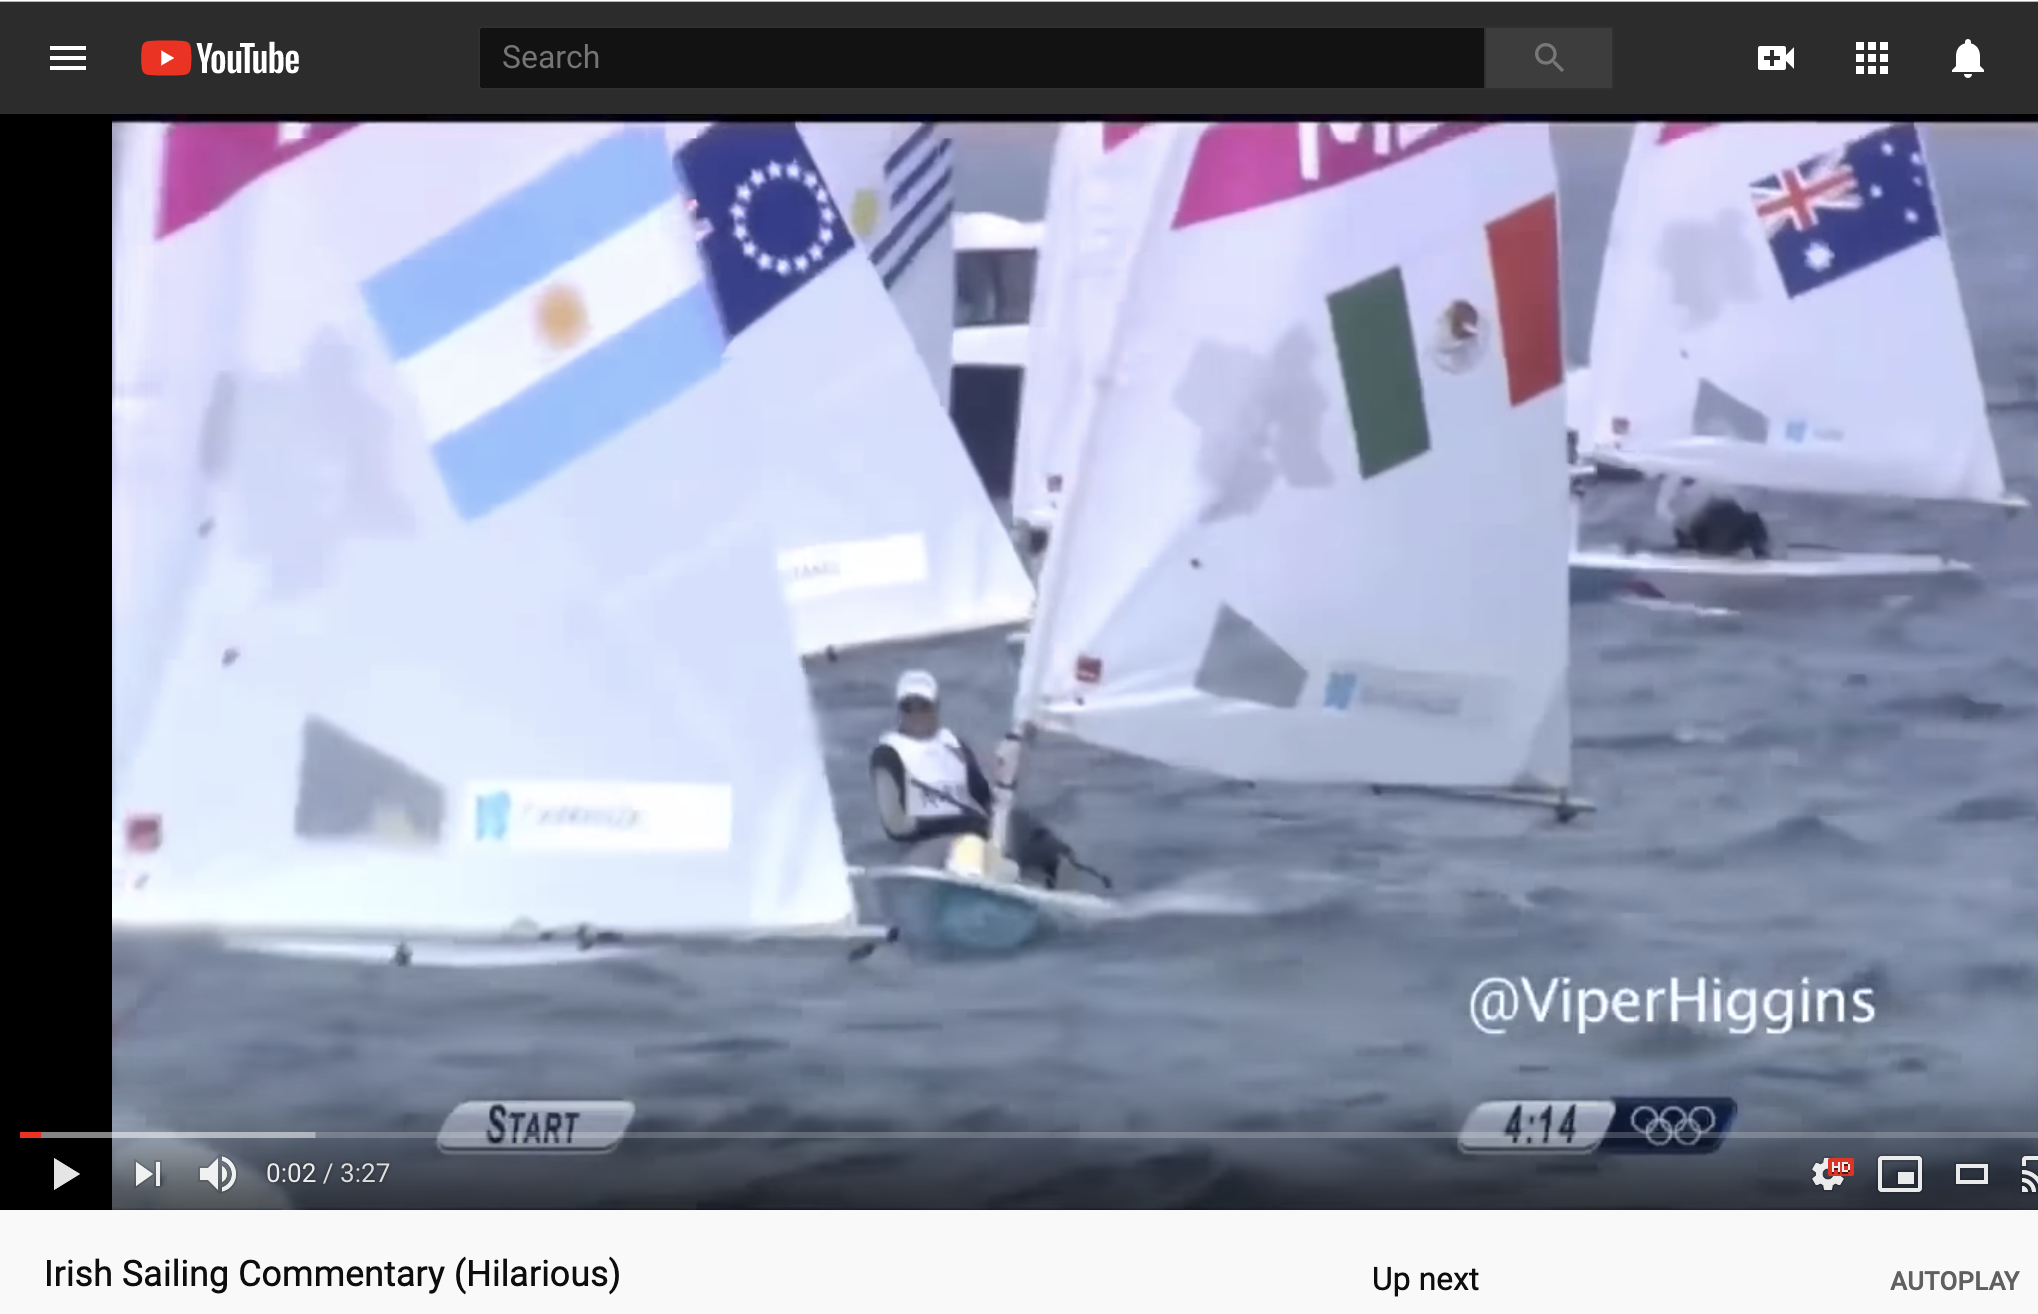 YouTube
Search
@ViperHiggins
START
4:14
0:02 / 3:27
HD
Irish Sailing Commentary (Hilarious)
Up next
AUTOPLAY